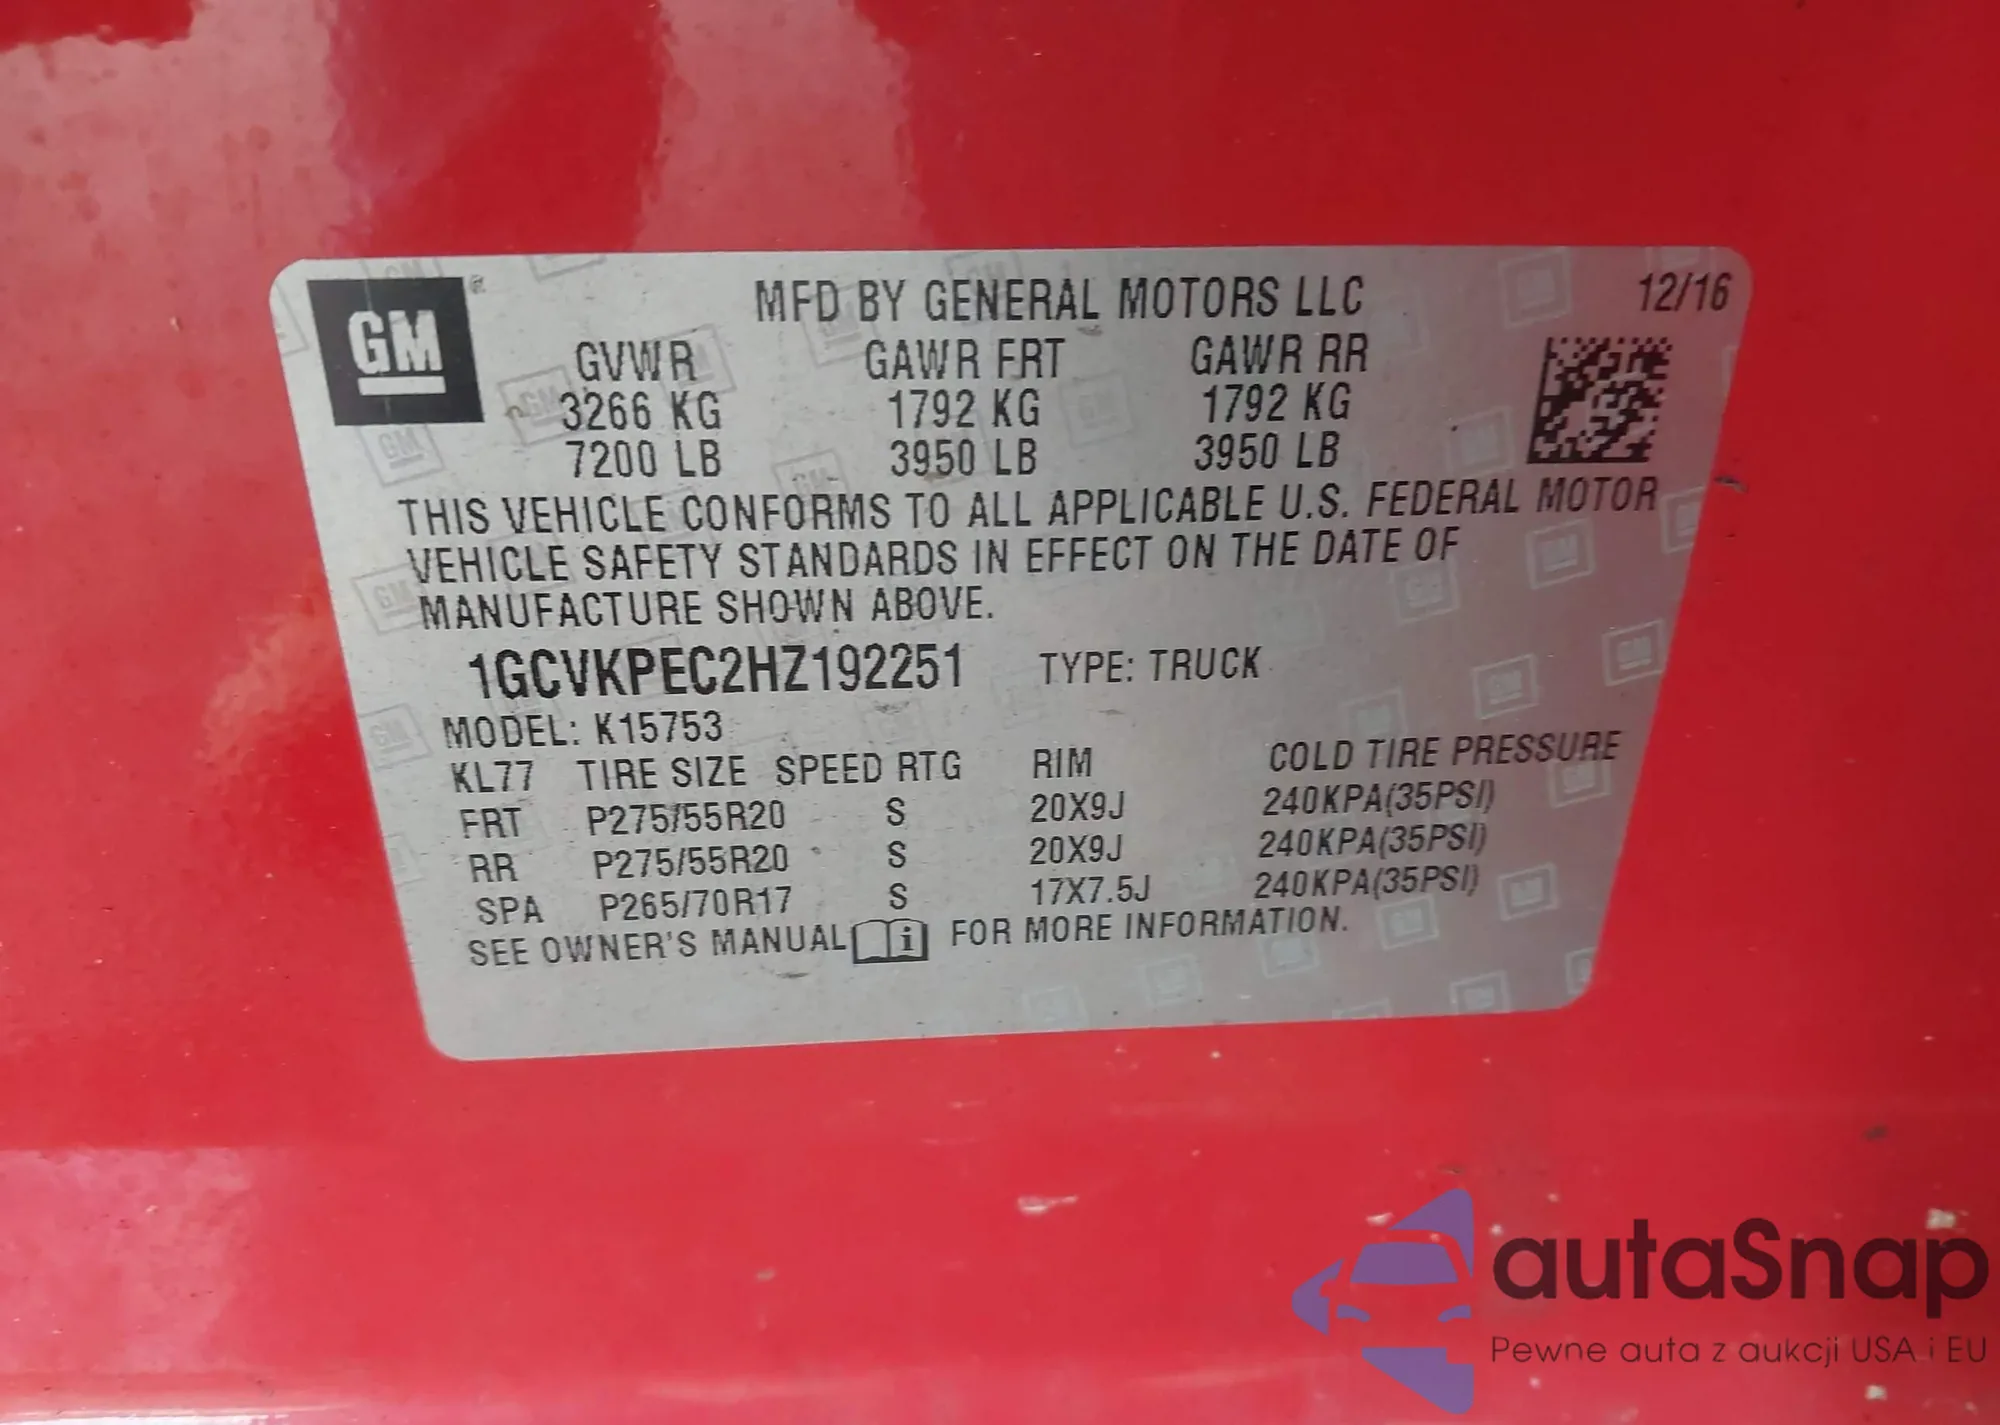 GM
MFD BY GENERAL MOTORS LLC 12/16
GVWR GAWR FRT GAWR RR
3266 KG 1792 KG 1792 KG
7200 LB 3950 LB 3950 LB
THIS VEHICLE CONFORMS TO ALL APPLICABLE U.S. FEDERAL MOTOR
VEHICLE SAFETY STANDARDS IN EFFECT ON THE DATE OF
MANUFACTURE SHOWN ABOVE.
1GCVKPEC2HZ192251 TYPE: TRUCK
MODEL: K15753
KL77 TIRE SIZE SPEED RTG RIM COLD TIRE PRESSURE
FRT P275/55R20 S 20X9J 240KPA(35PSI)
RR P275/55R20 S 20X9J 240KPA(35PSI)
SPA P265/70R17 S 17X7.5J 240KPA(35PSI)
SEE OWNER'S MANUAL i FOR MORE INFORMATION.
autaSnap
Pewne auta z aukcji USA i EU